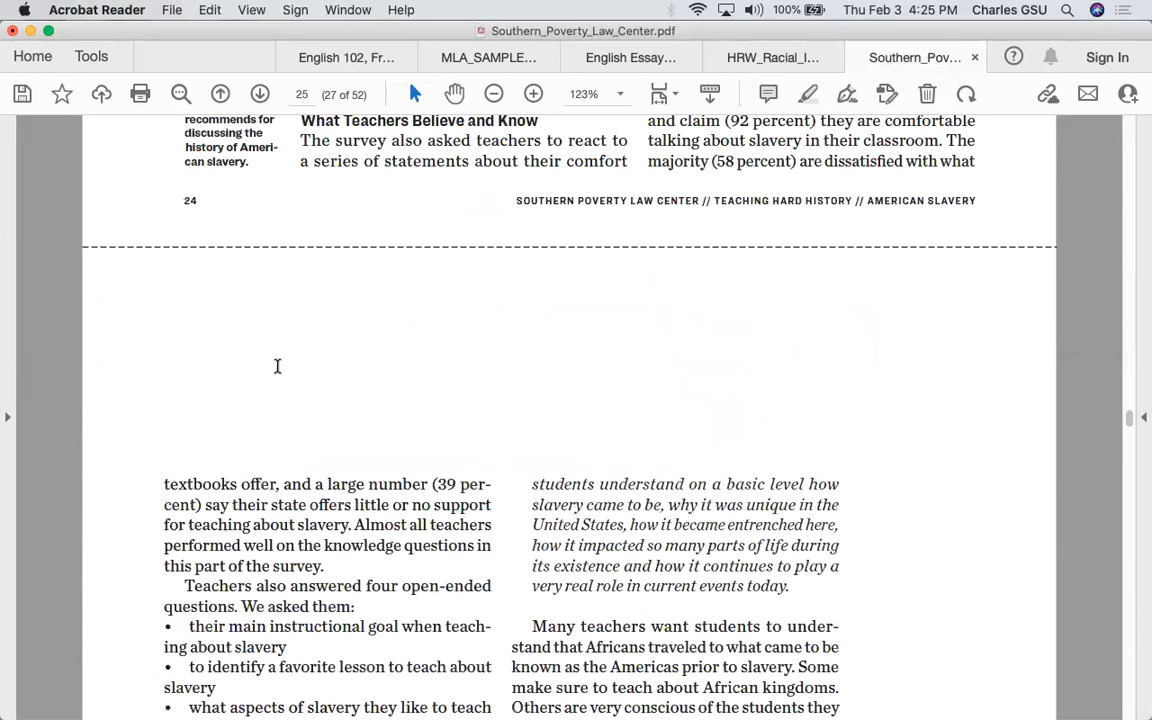 Acrobat Reader File Edit View Sign Window Help 100% Thu Feb 3 4:25 PM Charles GSU
Southern_Poverty_Law_Center.pdf
Home Tools English 102, Fr... MLA_SAMPLE... English Essay... HRW_Racial_I... Southern_Pov... × ? Sign In
25 (27 of 52) 123%
recommends for
discussing the
history of Ameri-
can slavery.
What Teachers Believe and Know
The survey also asked teachers to react to
a series of statements about their comfort
and claim (92 percent) they are comfortable
talking about slavery in their classroom. The
majority (58 percent) are dissatisfied with what
24 SOUTHERN POVERTY LAW CENTER // TEACHING HARD HISTORY // AMERICAN SLAVERY
textbooks offer, and a large number (39 per-
cent) say their state offers little or no support
for teaching about slavery. Almost all teachers
performed well on the knowledge questions in
this part of the survey.
Teachers also answered four open-ended
questions. We asked them:
• their main instructional goal when teach-
ing about slavery
• to identify a favorite lesson to teach about
slavery
• what aspects of slavery they like to teach
students understand on a basic level how
slavery came to be, why it was unique in the
United States, how it became entrenched here,
how it impacted so many parts of life during
its existence and how it continues to play a
very real role in current events today.
Many teachers want students to under-
stand that Africans traveled to what came to be
known as the Americas prior to slavery. Some
make sure to teach about African kingdoms.
Others are very conscious of the students they